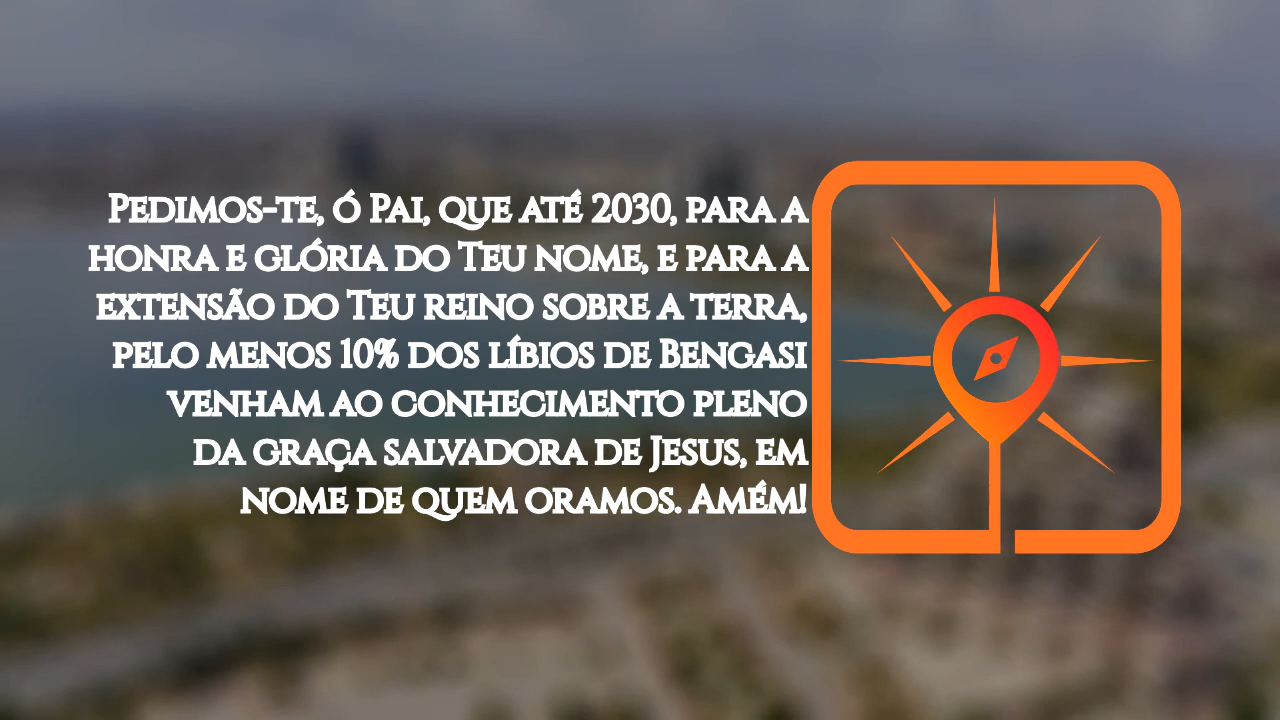 Pedimos-te, ó Pai, que até 2030, para a
honra e glória do Teu nome, e para a
extensão do Teu reino sobre a terra,
pelo menos 10% dos líbios de Bengasi
venham ao conhecimento pleno
da graça salvadora de Jesus, em
nome de quem oramos. Amém!